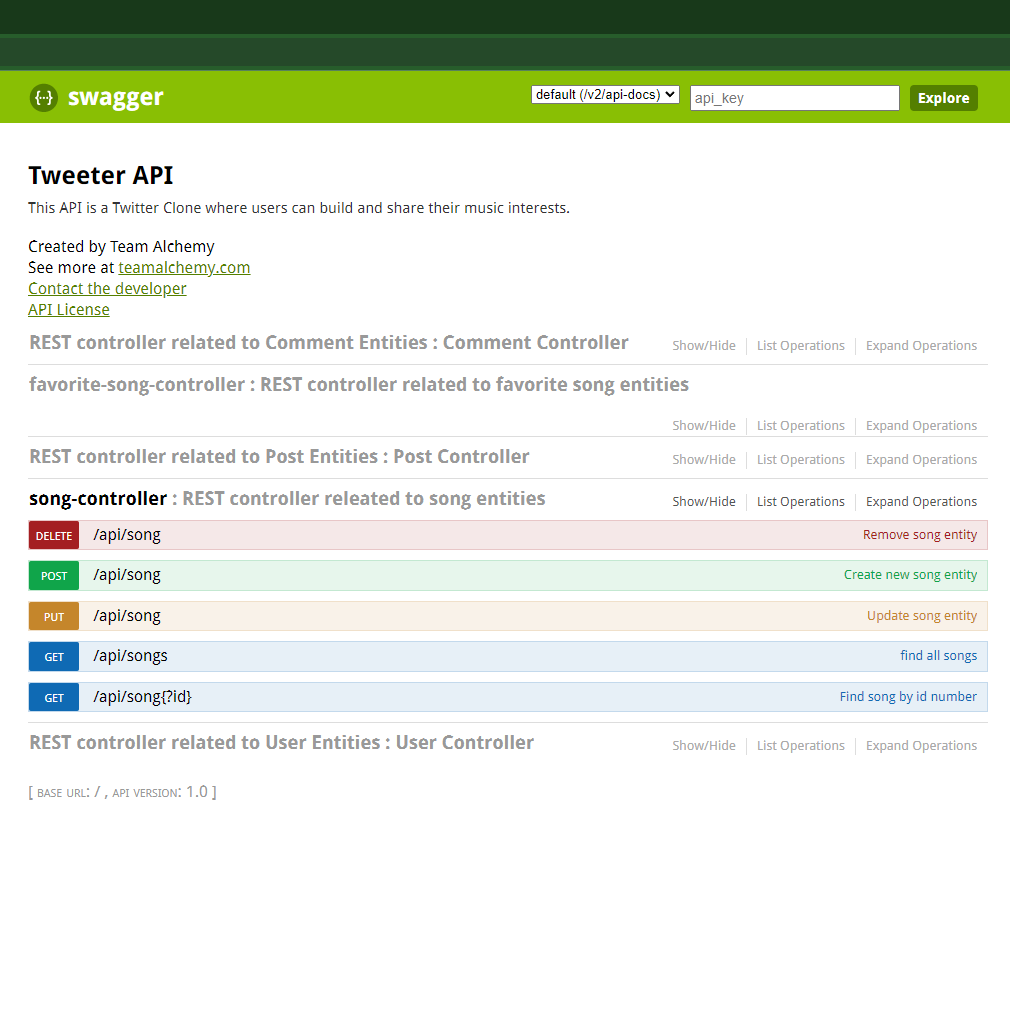 {···} swagger default (/v2/api-docs) api_key Explore
Tweeter API
This API is a Twitter Clone where users can build and share their music interests.
Created by Team Alchemy
See more at teamalchemy.com
Contact the developer
API License
REST controller related to Comment Entities : Comment Controller Show/Hide List Operations Expand Operations
favorite-song-controller : REST controller related to favorite song entities
Show/Hide List Operations Expand Operations
REST controller related to Post Entities : Post Controller Show/Hide List Operations Expand Operations
song-controller : REST controller releated to song entities Show/Hide List Operations Expand Operations
DELETE /api/song Remove song entity
POST /api/song Create new song entity
PUT /api/song Update song entity
GET /api/songs find all songs
GET /api/song{?id} Find song by id number
REST controller related to User Entities : User Controller Show/Hide List Operations Expand Operations
[ BASE URL: / , API VERSION: 1.0 ]